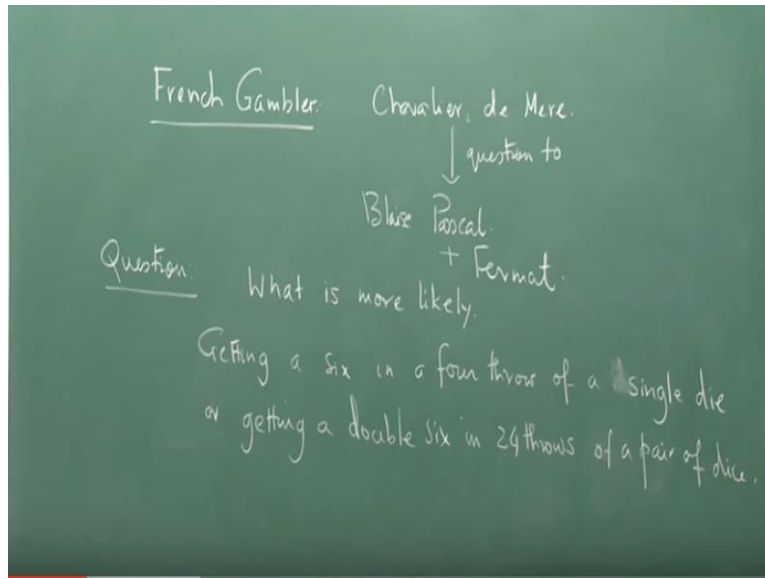 French Gambler: Chevalier, de Mere.
question to
Blaise Pascal.
+ Fermat.
Question:
What is more likely.
Getting a six in a four throw of a single die
or getting a double six in 24 throws of a pair of dice.